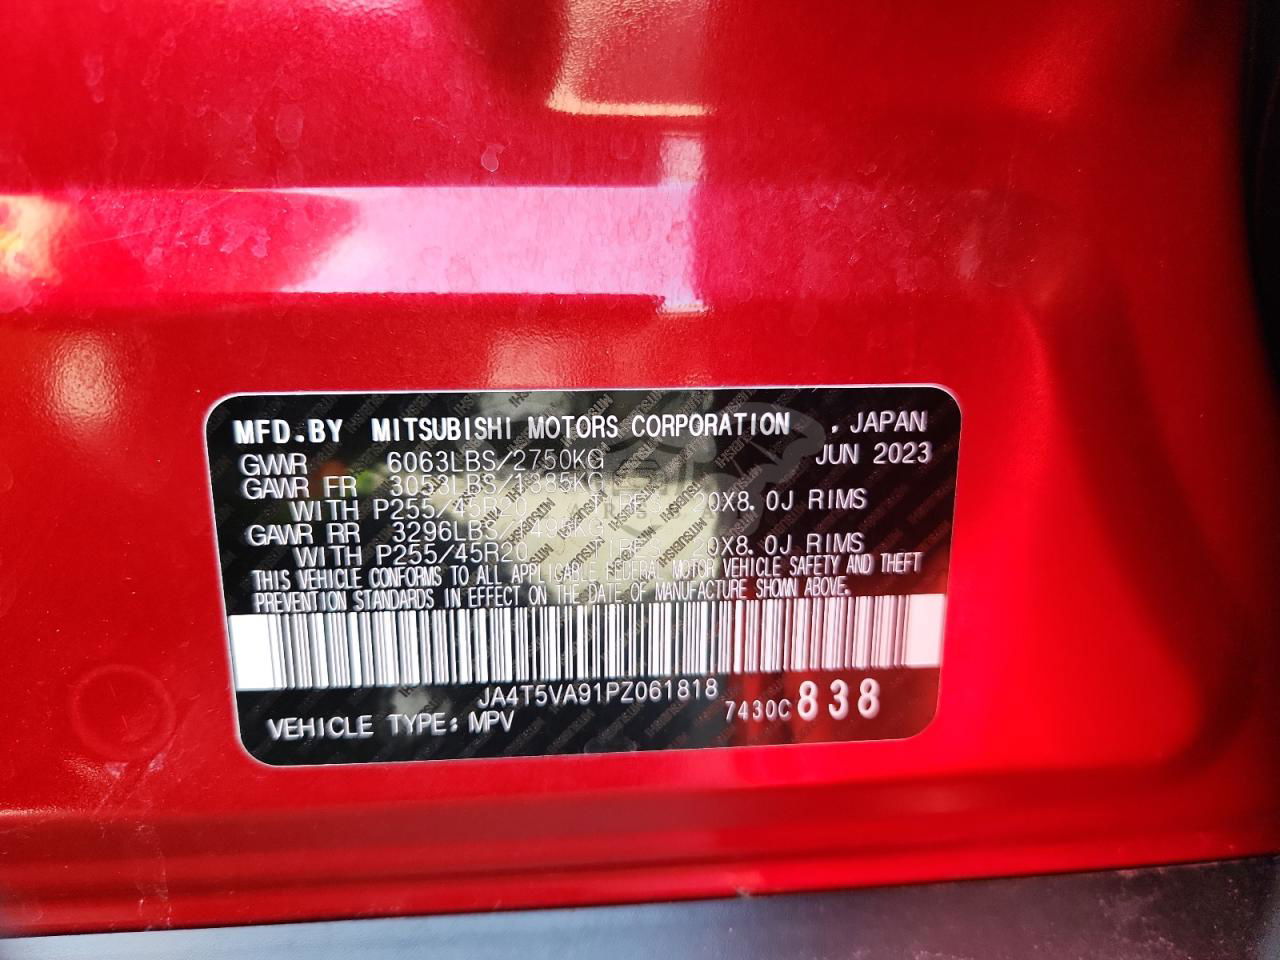 MFD.BY MITSUBISHI MOTORS CORPORATION , JAPAN
GVWR 6063LBS/2750KG JUN 2023
GAWR FR 3053LBS/1385KG
WITH P255/45R20 TIRES, 20X8.0J RIMS
GAWR RR 3296LBS/1495KG
WITH P255/45R20 TIRES, 20X8.0J RIMS
THIS VEHICLE CONFORMS TO ALL APPLICABLE FEDERAL MOTOR VEHICLE SAFETY AND THEFT
PREVENTION STANDARDS IN EFFECT ON THE DATE OF MANUFACTURE SHOWN ABOVE.
JA4T5VA91PZ061818
VEHICLE TYPE: MPV 7430C 838